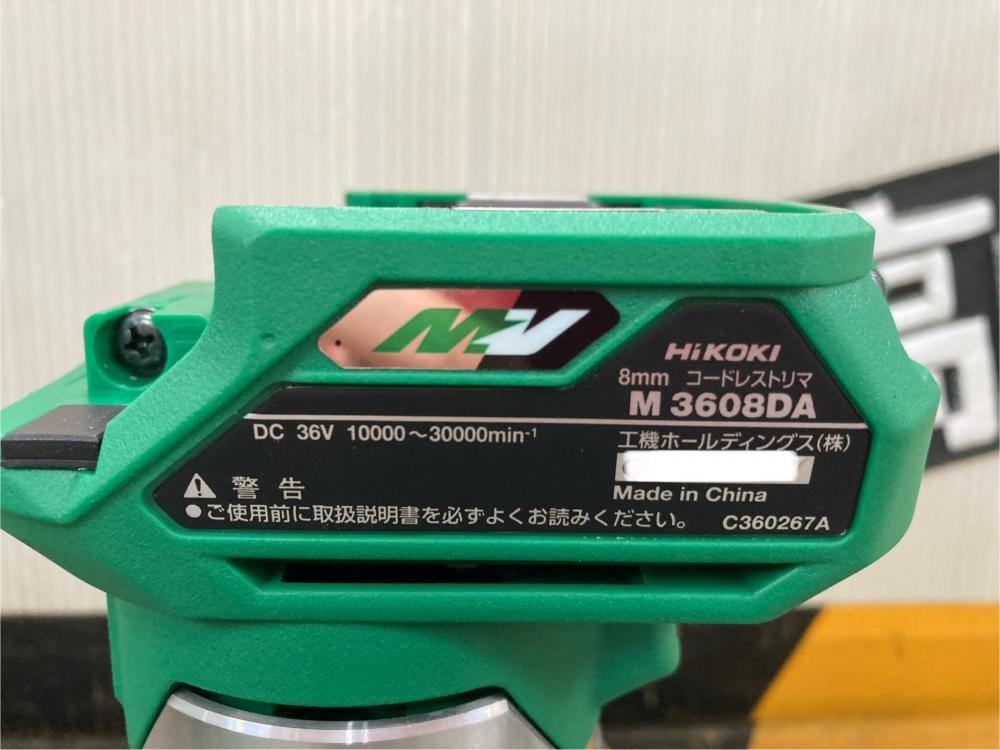 MV
HiKOKI
8mm コードレストリマ
M 3608DA
DC 36V 10000～30000min⁻¹
工機ホールディングス(株)
Made in China
⚠ 警告
●ご使用前に取扱説明書を必ずよくお読みください。
C360267A
高